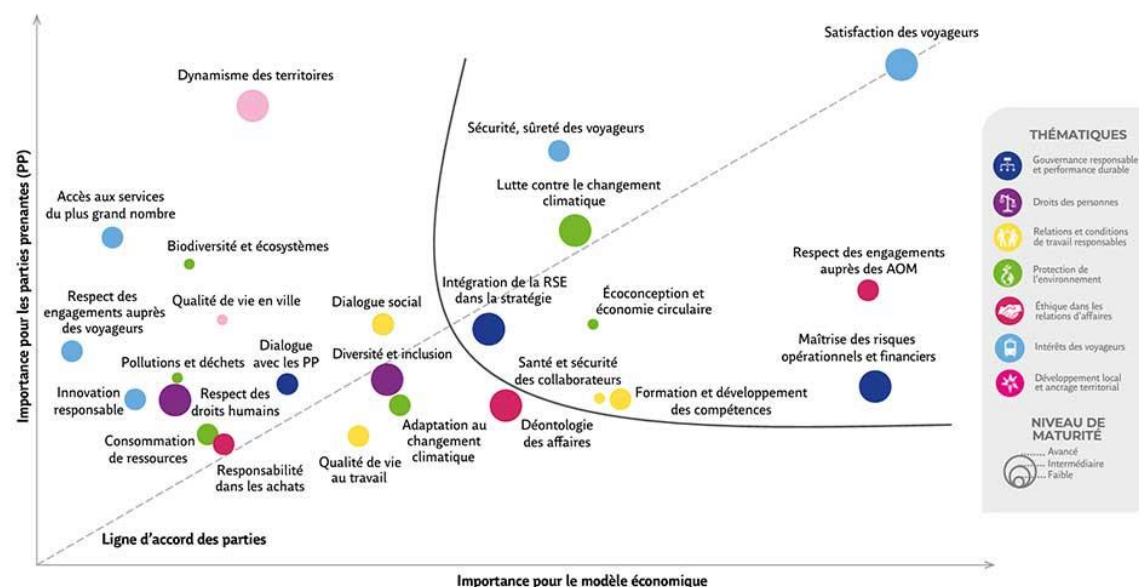 Satisfaction des voyageurs
Dynamisme des territoires
Sécurité, sûreté des voyageurs
Lutte contre le changement
climatique
Accès aux services
du plus grand nombre
Biodiversité et écosystèmes
Respect des engagements
auprès des AOM
Intégration de la RSE
dans la stratégie
Écoconception et
économie circulaire
Respect des
engagements auprès
des voyageurs
Qualité de vie en ville
Dialogue social
Maîtrise des risques
opérationnels et financiers
Pollutions et déchets
Dialogue
avec les PP
Diversité et inclusion
Santé et sécurité
des collaborateurs
Innovation
responsable
Respect des
droits humains
Formation et développement
des compétences
Consommation
de ressources
Adaptation au
changement
climatique
Déontologie
des affaires
Responsabilité
dans les achats
Qualité de vie
au travail
Ligne d'accord des parties
Importance pour les parties prenantes (PP)
Importance pour le modèle économique
THÉMATIQUES
Gouvernance responsable
et performance durable
Droits des personnes
Relations et conditions
de travail responsables
Protection de
l'environnement
Éthique dans les
relations d'affaires
Intérêts des voyageurs
Développement local
et ancrage territorial
NIVEAU DE
MATURITÉ
Avancé
Intermédiaire
Faible